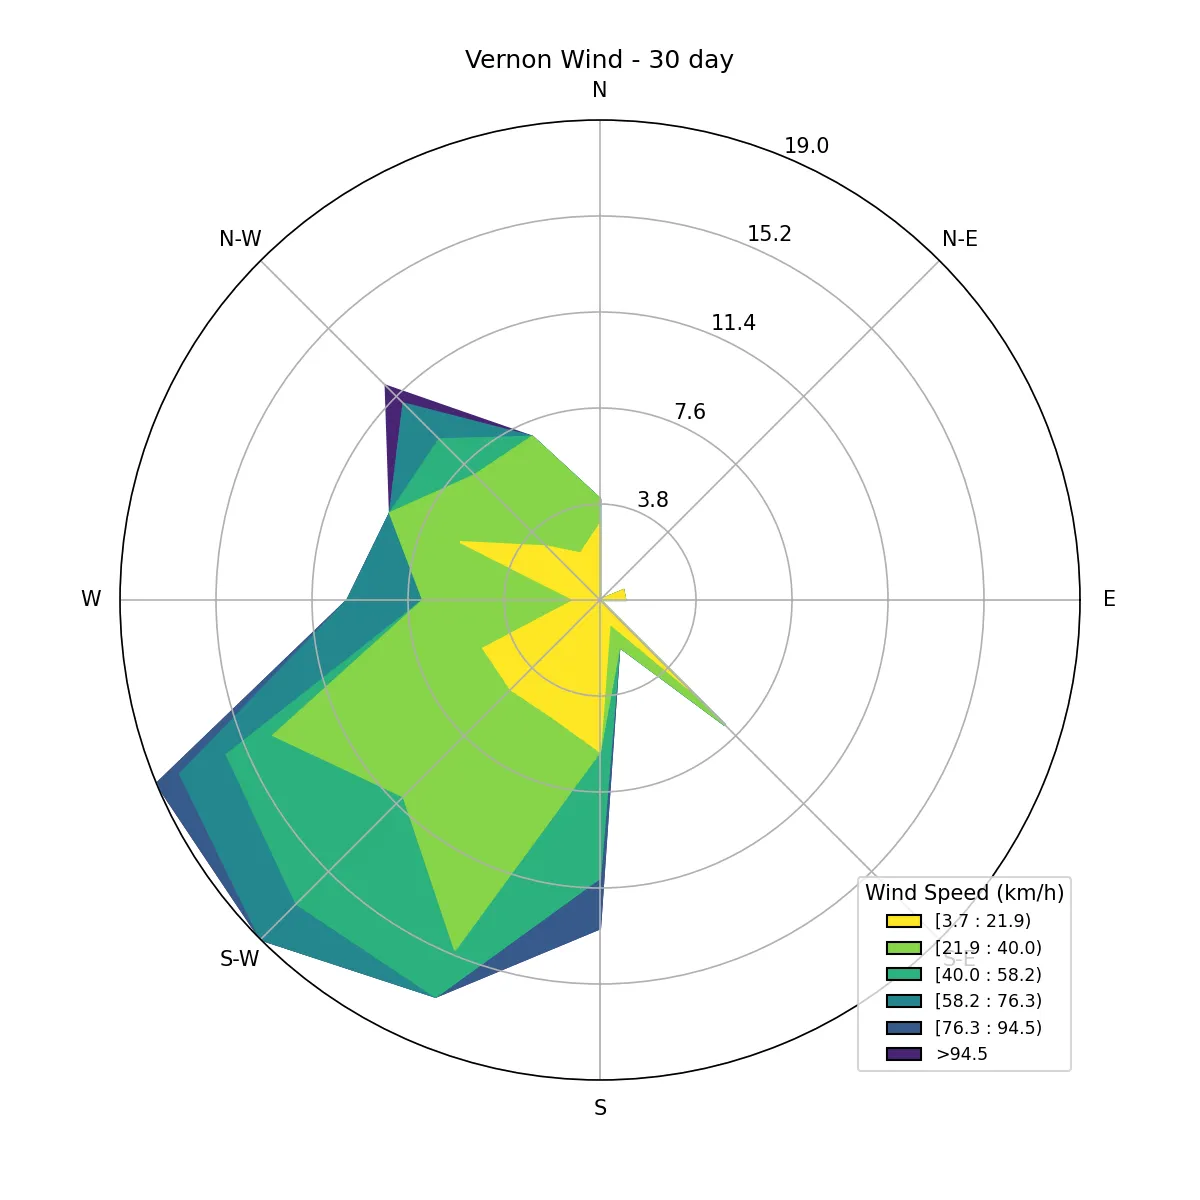 Vernon Wind - 30 day
N
19.0
15.2
N-W
N-E
11.4
7.6
3.8
W
E
S-W
S-E
Wind Speed (km/h)
[3.7 : 21.9)
[21.9 : 40.0)
[40.0 : 58.2)
[58.2 : 76.3)
[76.3 : 94.5)
>94.5
S